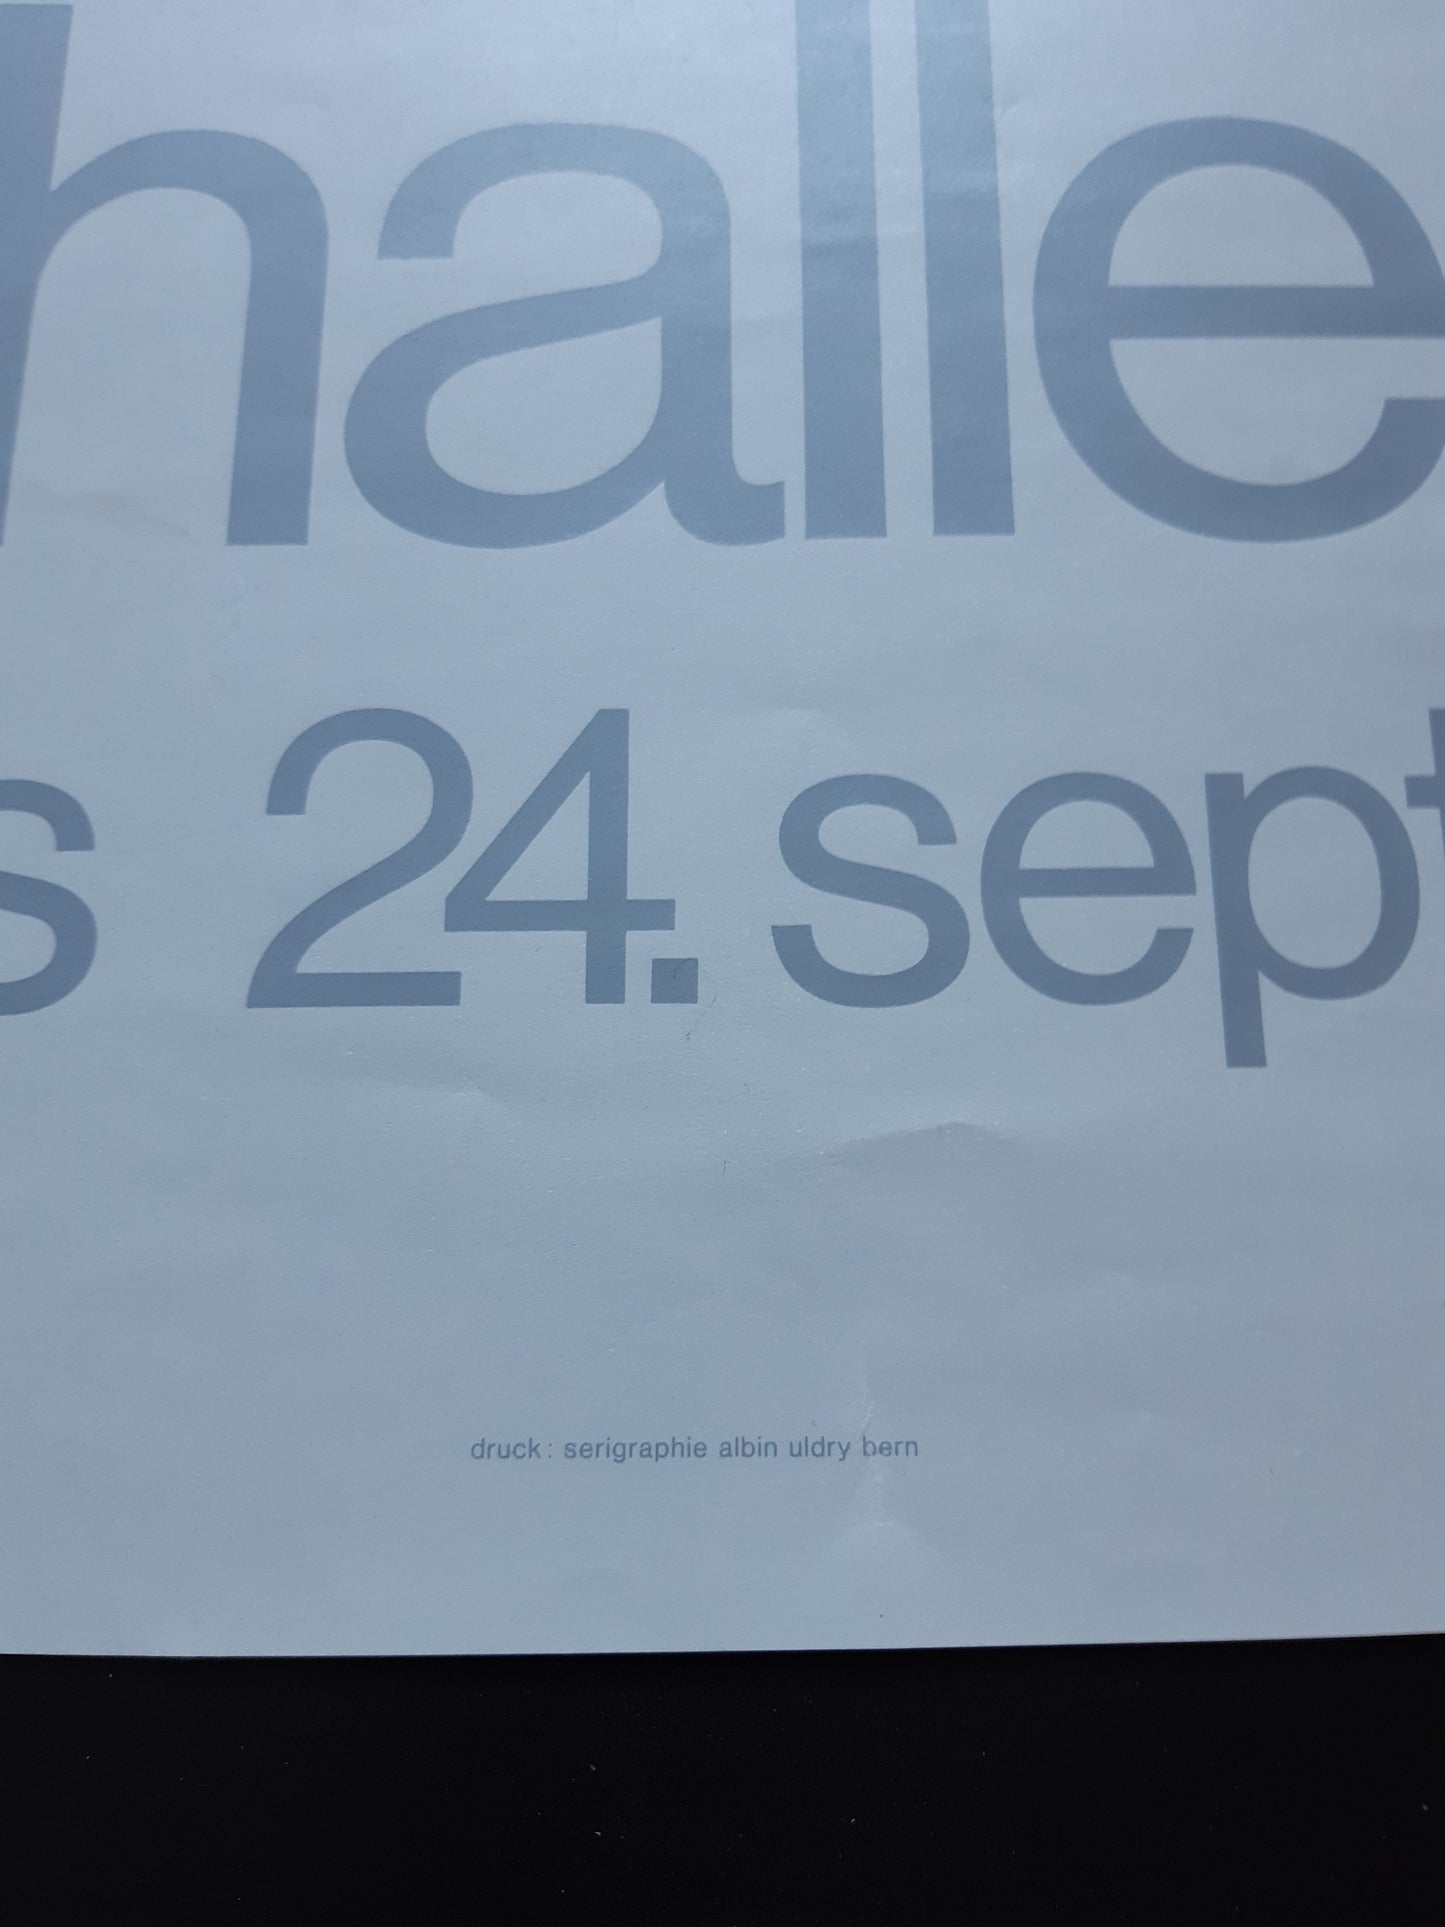 halle
s 24. sept
druck: serigraphie albin uldry bern